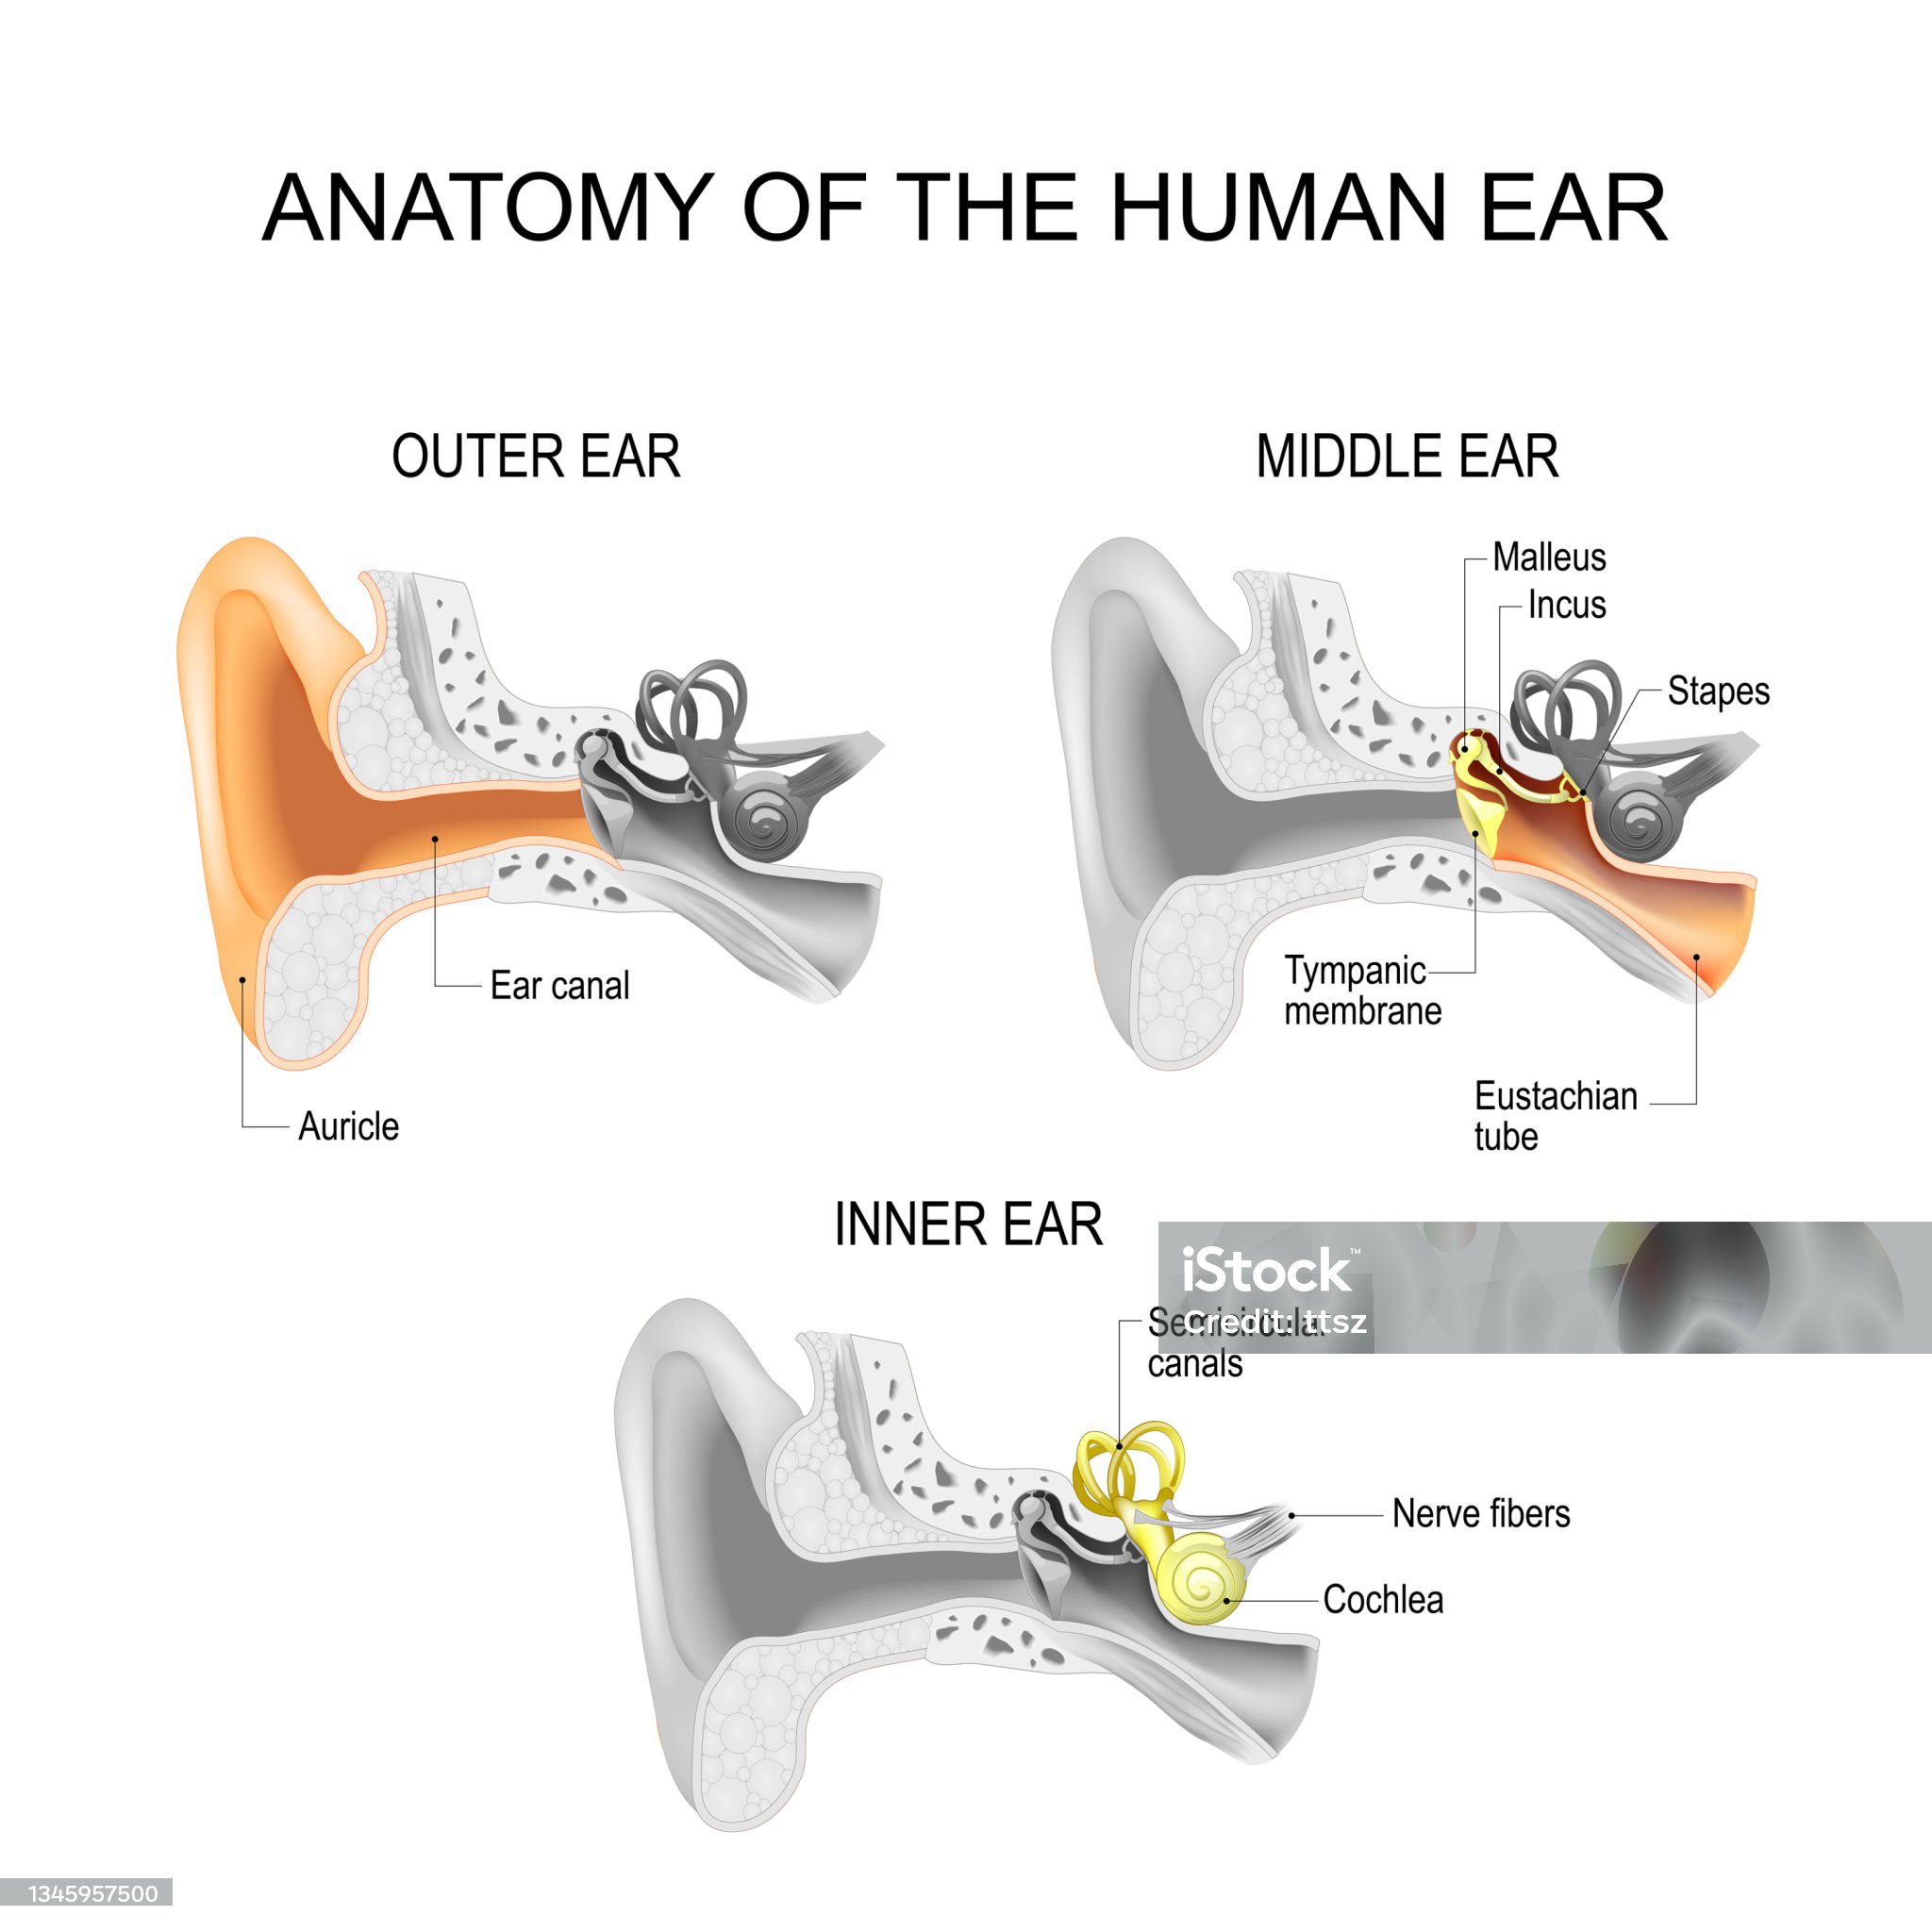 ANATOMY OF THE HUMAN EAR
OUTER EAR
MIDDLE EAR
Malleus
Incus
Stapes
Tympanic
membrane
Ear canal
Eustachian
tube
Auricle
INNER EAR
iStock™
Credit: ttsz
canals
Nerve fibers
Cochlea
1345957500